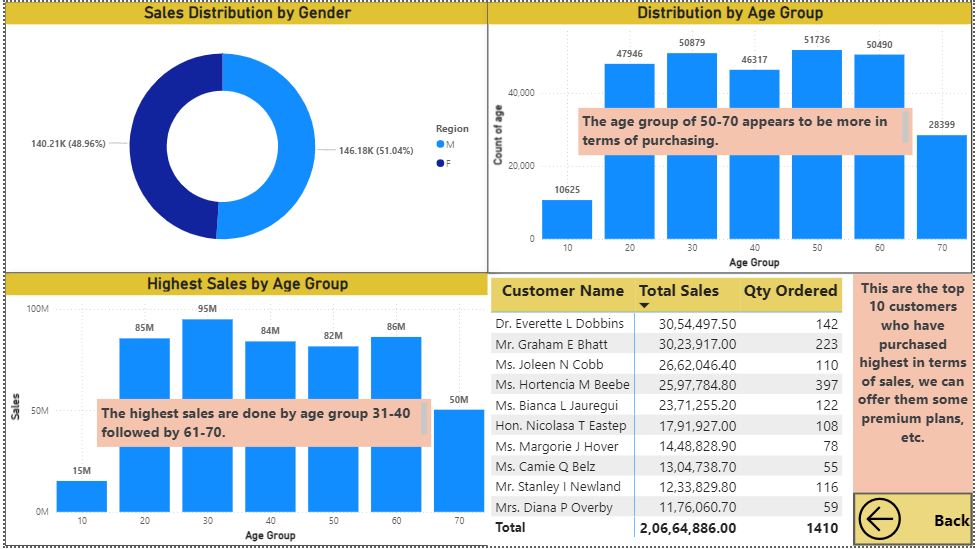 Sales Distribution by Gender
140.21K (48.96%)
146.18K (51.04%)
Region
M
F
Distribution by Age Group
Count of age
40,000
20,000
0
10625
47946
50879
46317
51736
50490
28399
The age group of 50-70 appears to be more in
terms of purchasing.
10 20 30 40 50 60 70
Age Group
Highest Sales by Age Group
Sales
100M
50M
0M
15M
85M
95M
84M
82M
86M
50M
The highest sales are done by age group 31-40
followed by 61-70.
10 20 30 40 50 60 70
Age Group
Customer Name Total Sales Qty Ordered
Dr. Everette L Dobbins 30,54,497.50 142
Mr. Graham E Bhatt 30,23,917.00 223
Ms. Joleen N Cobb 26,62,046.40 110
Ms. Hortencia M Beebe 25,97,784.80 397
Ms. Bianca L Jauregui 23,71,255.20 122
Hon. Nicolasa T Eastep 17,91,927.00 108
Ms. Margorie J Hover 14,48,828.90 78
Ms. Camie Q Belz 13,04,738.70 55
Mr. Stanley I Newland 12,33,829.80 116
Mrs. Diana P Overby 11,76,060.70 59
Total 2,06,64,886.00 1410
This are the top
10 customers
who have
purchased
highest in terms
of sales, we can
offer them some
premium plans,
etc.
Back